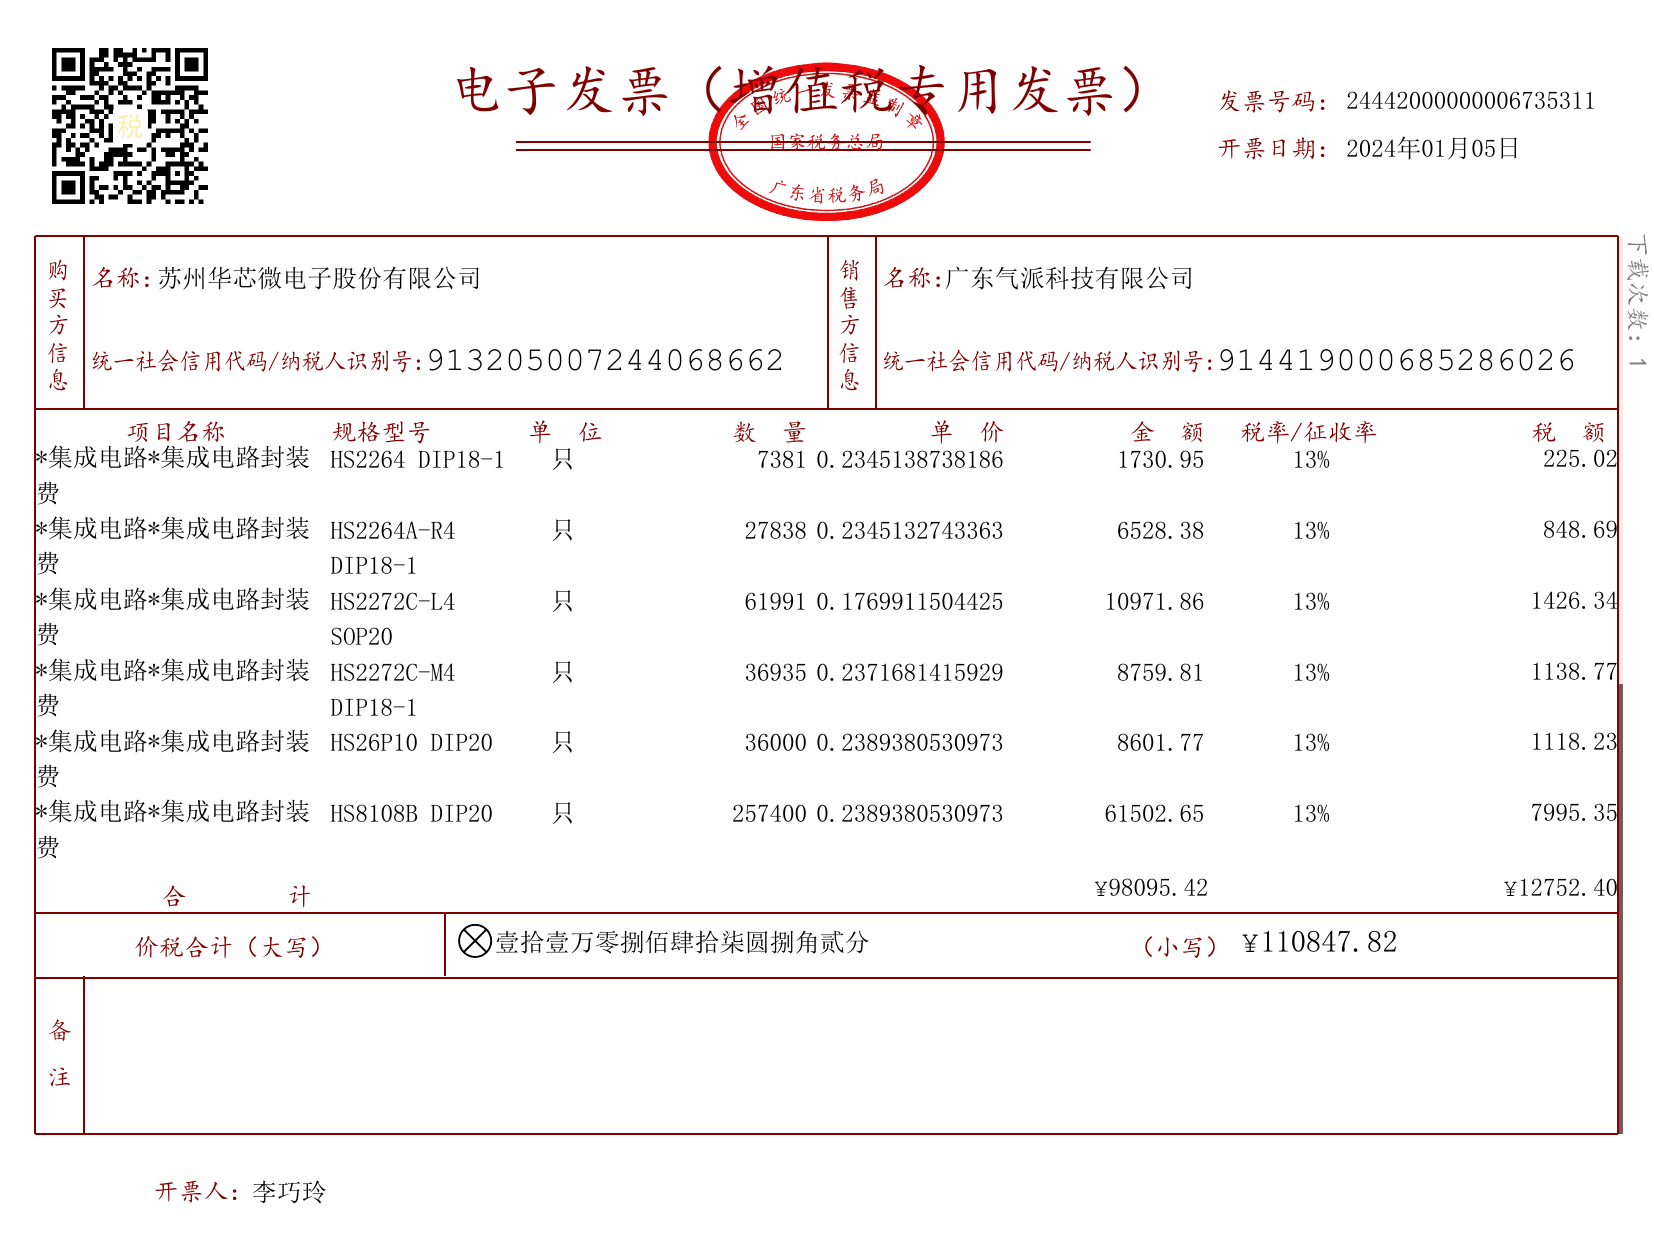 电子发票（增值税专用发票）
全国统一发票监制章
国家税务总局
广东省税务局
税
发票号码：24442000000006735311
开票日期：2024年01月05日
下载次数：1
购买方信息
名称：苏州华芯微电子股份有限公司
统一社会信用代码/纳税人识别号：913205007244068662
销售方信息
名称：广东气派科技有限公司
统一社会信用代码/纳税人识别号：914419000685286026
项目名称 规格型号 单 位 数 量 单 价 金 额 税率/征收率 税 额
*集成电路*集成电路封装 HS2264 DIP18-1 只 7381 0.2345138738186 1730.95 13% 225.02
费
*集成电路*集成电路封装 HS2264A-R4 只 27838 0.2345132743363 6528.38 13% 848.69
费 DIP18-1
*集成电路*集成电路封装 HS2272C-L4 只 61991 0.1769911504425 10971.86 13% 1426.34
费 SOP20
*集成电路*集成电路封装 HS2272C-M4 只 36935 0.2371681415929 8759.81 13% 1138.77
费 DIP18-1
*集成电路*集成电路封装 HS26P10 DIP20 只 36000 0.2389380530973 8601.77 13% 1118.23
费
*集成电路*集成电路封装 HS8108B DIP20 只 257400 0.2389380530973 61502.65 13% 7995.35
费
合 计 ¥98095.42 ¥12752.40
价税合计（大写） 壹拾壹万零捌佰肆拾柒圆捌角贰分 （小写） ¥110847.82
备注
开票人：李巧玲